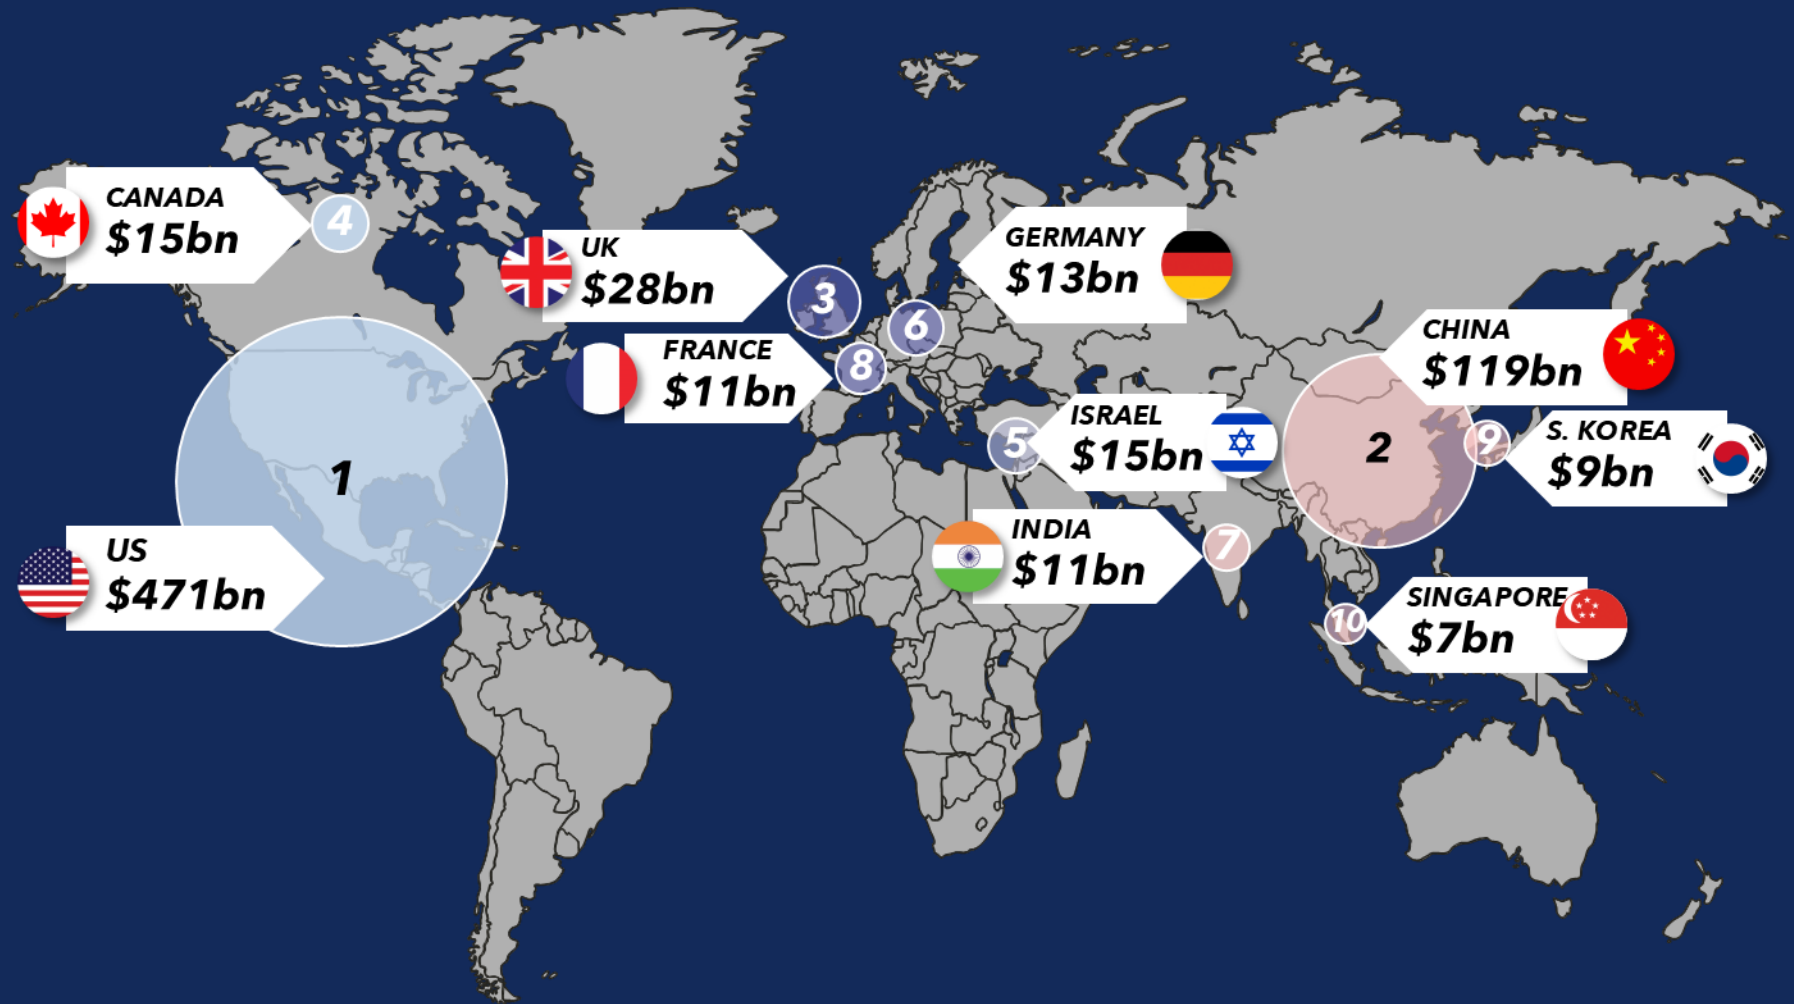 CANADA
$15bn
4
UK
$28bn
3
GERMANY
$13bn
6
FRANCE
$11bn
8
CHINA
$119bn
2
ISRAEL
$15bn
5
S. KOREA
$9bn
9
1
US
$471bn
INDIA
$11bn
7
SINGAPORE
$7bn
10